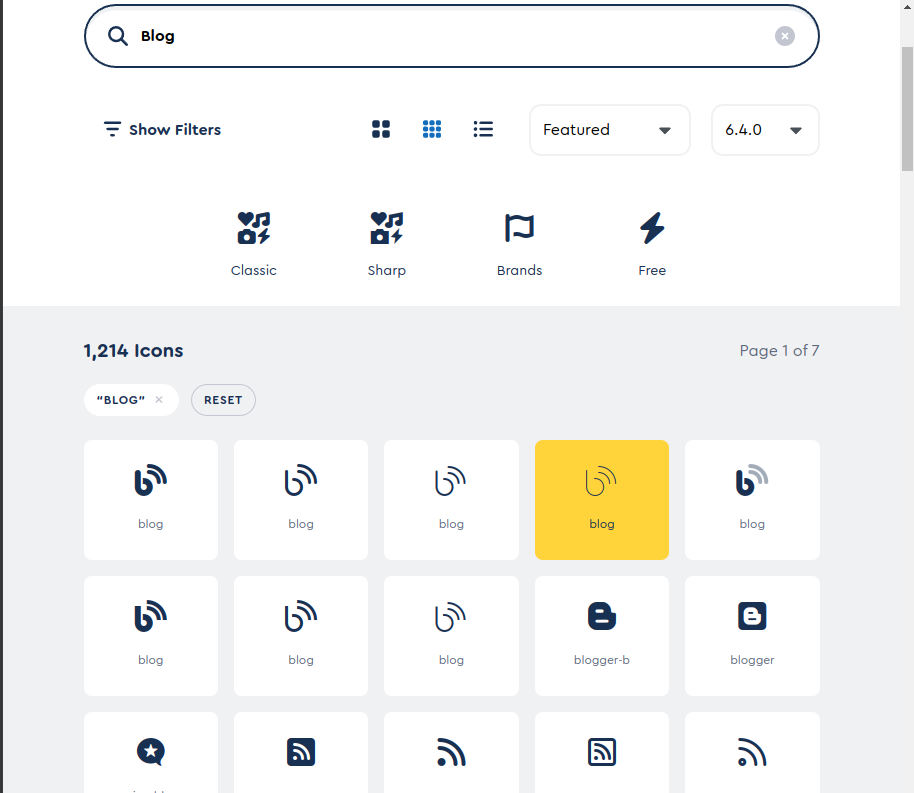 Blog
Show Filters
Featured
6.4.0
Classic Sharp Brands Free
1,214 Icons
Page 1 of 7
“BLOG” ×
RESET
blog blog blog blog blog
blog blog blog blogger-b blogger